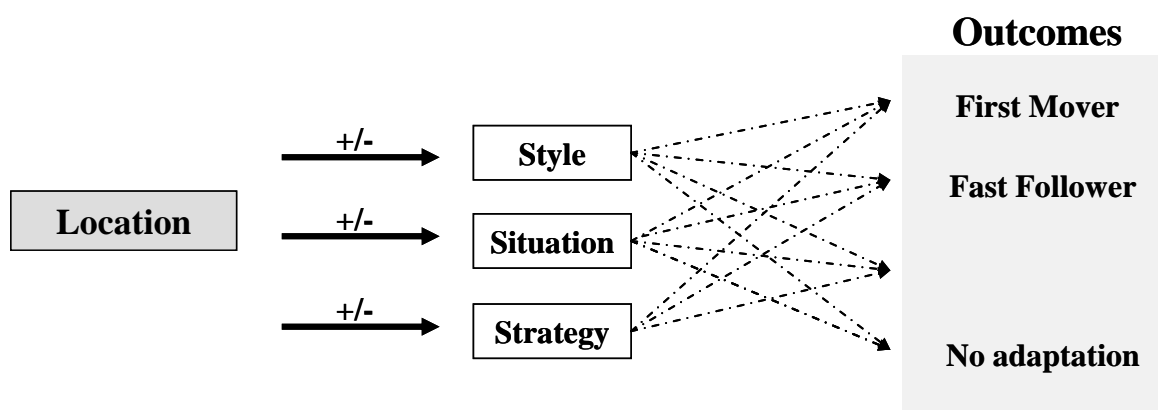 Outcomes
First Mover
+/-
Style
Fast Follower
Location
+/-
Situation
+/-
Strategy
No adaptation